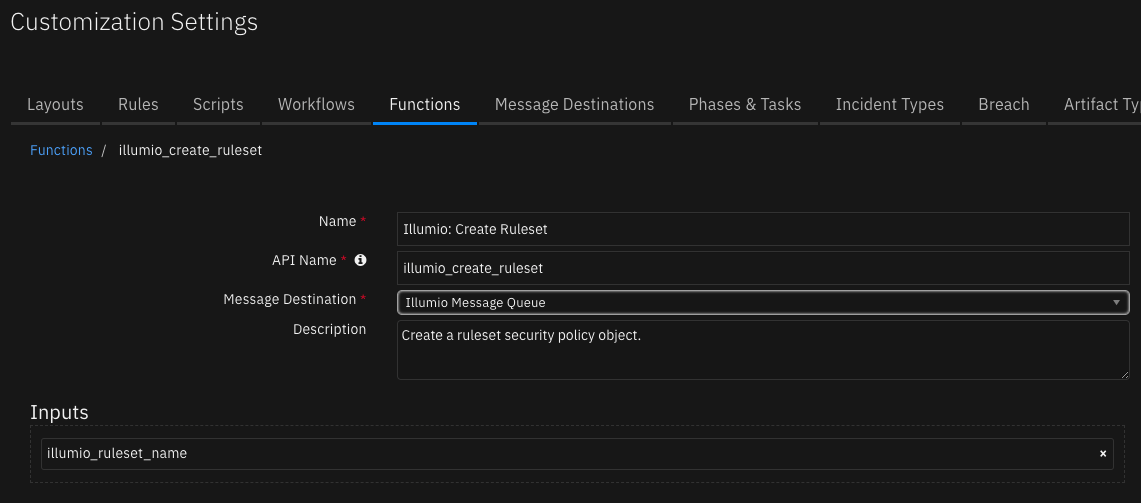 Customization Settings
Layouts Rules Scripts Workflows Functions Message Destinations Phases & Tasks Incident Types Breach Artifact Typ
Functions / illumio_create_ruleset
Name * Illumio: Create Ruleset
API Name * illumio_create_ruleset
Message Destination * Illumio Message Queue
Description Create a ruleset security policy object.
Inputs
illumio_ruleset_name ×